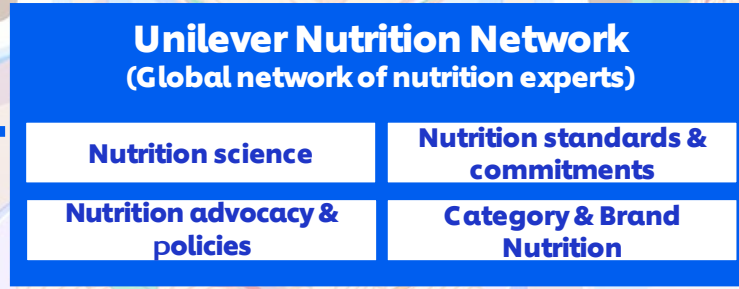 Unilever Nutrition Network
(Global network of nutrition experts)
Nutrition science
Nutrition standards &
commitments
Nutrition advocacy &
policies
Category & Brand
Nutrition